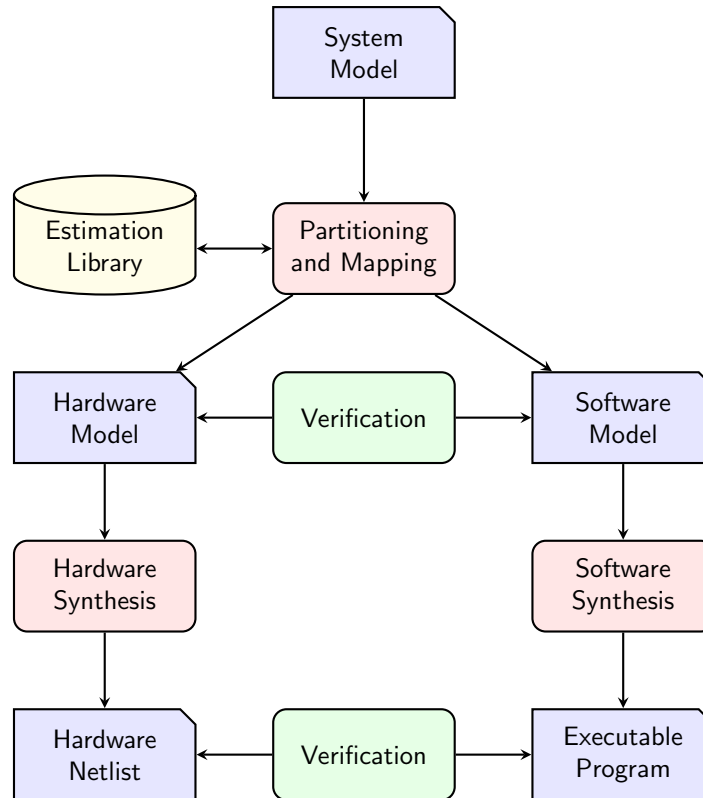 System
Model
Estimation
Library
Partitioning
and Mapping
Hardware
Model
Verification
Software
Model
Hardware
Synthesis
Software
Synthesis
Hardware
Netlist
Verification
Executable
Program